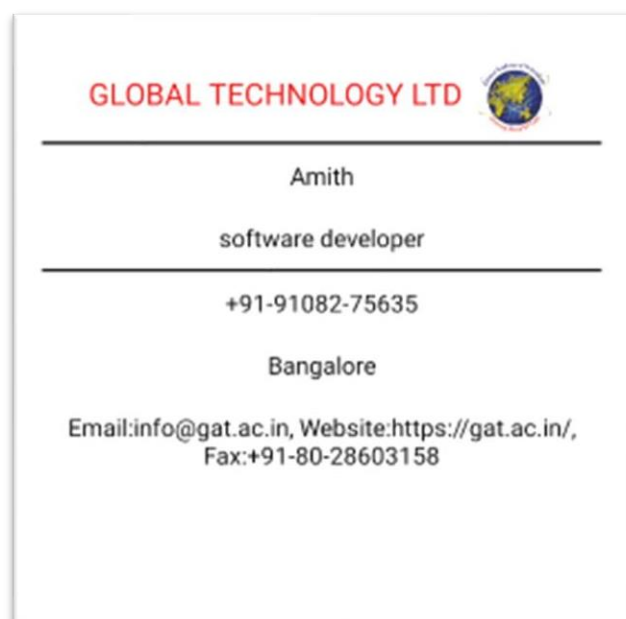 GLOBAL TECHNOLOGY LTD
Amith
software developer
+91-91082-75635
Bangalore
Email:info@gat.ac.in, Website:https://gat.ac.in/,
Fax:+91-80-28603158